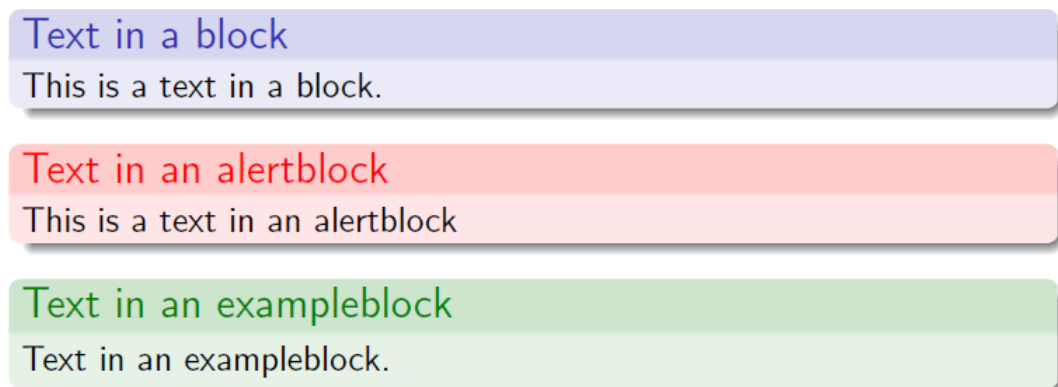 Text in a block
This is a text in a block.
Text in an alertblock
This is a text in an alertblock
Text in an exampleblock
Text in an exampleblock.